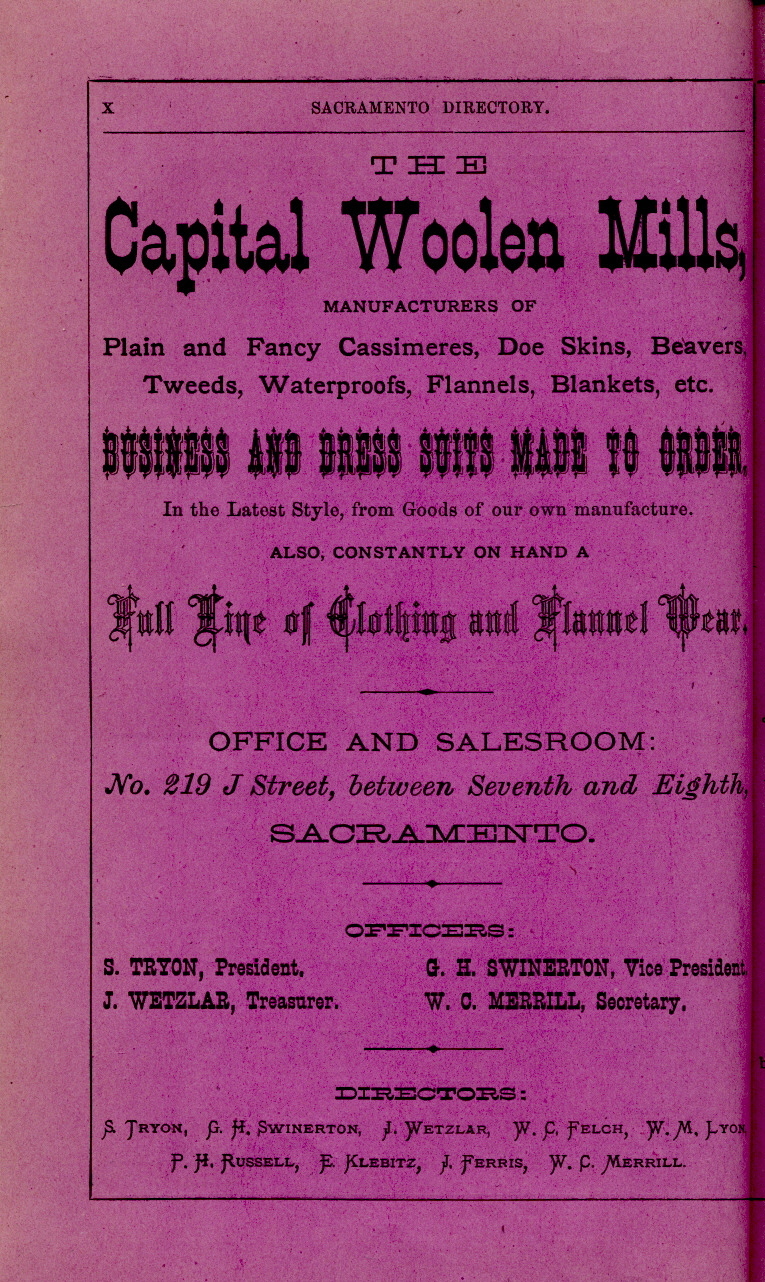 X SACRAMENTO DIRECTORY.
THE
Capital Woolen Mills,
MANUFACTURERS OF
Plain and Fancy Cassimeres, Doe Skins, Beavers,
Tweeds, Waterproofs, Flannels, Blankets, etc.
BUSINESS AND DRESS SUITS MADE TO ORDER,
In the Latest Style, from Goods of our own manufacture.
ALSO, CONSTANTLY ON HAND A
Full Line of Clothing and Flannel Wear.
OFFICE AND SALESROOM:
No. 219 J Street, between Seventh and Eighth,
SACRAMENTO.
OFFICERS:
S. TRYON, President. G. H. SWINERTON, Vice President.
J. WETZLAR, Treasurer. W. C. MERRILL, Secretary.
DIRECTORS:
S. TRYON, G. H. SWINERTON, J. WETZLAR, W. C. FELCH, W. M. LYON
P. H. RUSSELL, E. KLEBITZ, J. FERRIS, W. C. MERRILL.